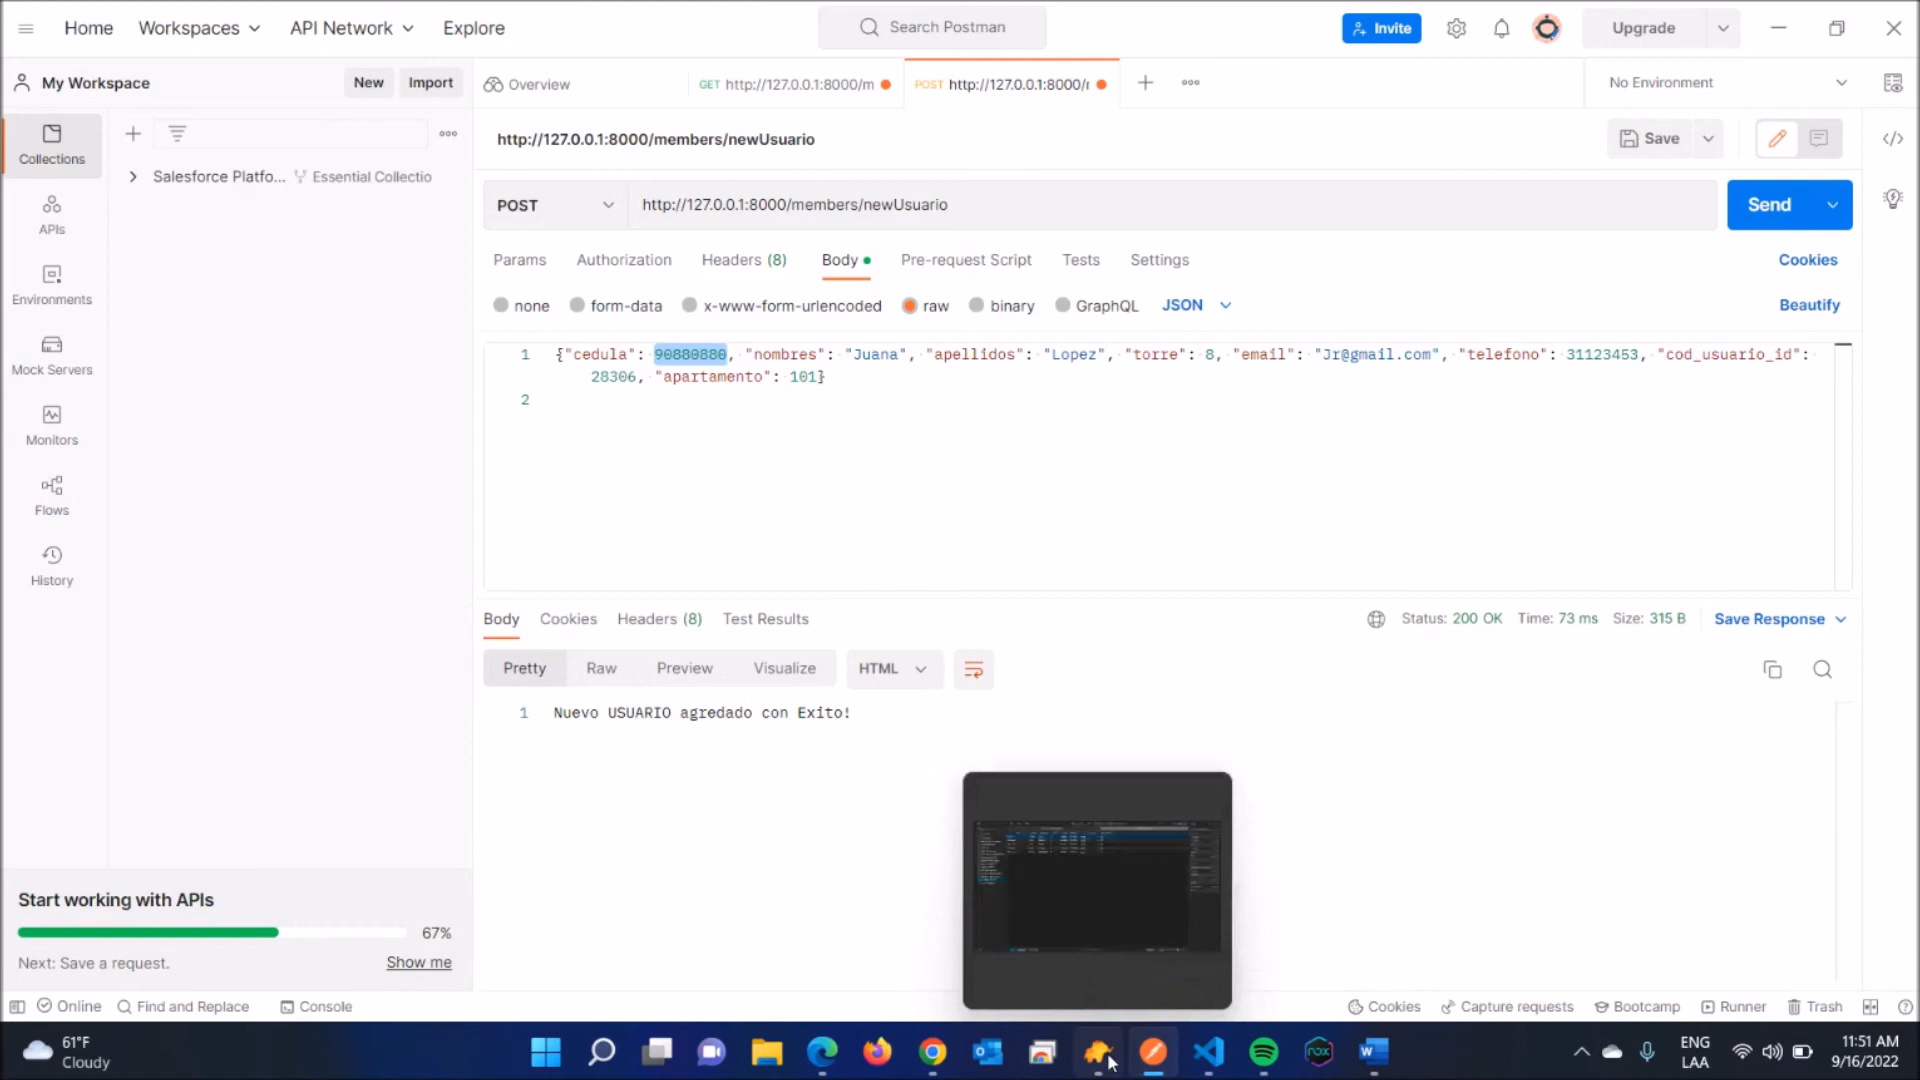 Home
Workspaces
API Network
Explore
Search Postman
Invite
Upgrade
My Workspace
New
Import
Overview
GET http://127.0.0.1:8000/m
POST http://127.0.0.1:8000/r
No Environment
http://127.0.0.1:8000/members/newUsuario
Save
Collections
Salesforce Platfo...
Essential Collectio
APIs
Environments
Mock Servers
Monitors
Flows
History
POST
http://127.0.0.1:8000/members/newUsuario
Send
Params
Authorization
Headers (8)
Body
Pre-request Script
Tests
Settings
Cookies
none
form-data
x-www-form-urlencoded
raw
binary
GraphQL
JSON
Beautify
1 {"cedula": 90880880, "nombres": "Juana", "apellidos": "Lopez", "torre": 8, "email": "Jr@gmail.com", "telefono": 31123453, "cod_usuario_id":
28306, "apartamento": 101}
2
Body
Cookies
Headers (8)
Test Results
Status: 200 OK
Time: 73 ms
Size: 315 B
Save Response
Pretty
Raw
Preview
Visualize
HTML
1 Nuevo USUARIO agredado con Exito!
Start working with APIs
67%
Next: Save a request.
Show me
Online
Find and Replace
Console
Cookies
Capture requests
Bootcamp
Runner
Trash
61°F
Cloudy
nox
W
ENG
LAA
11:51 AM
9/16/2022